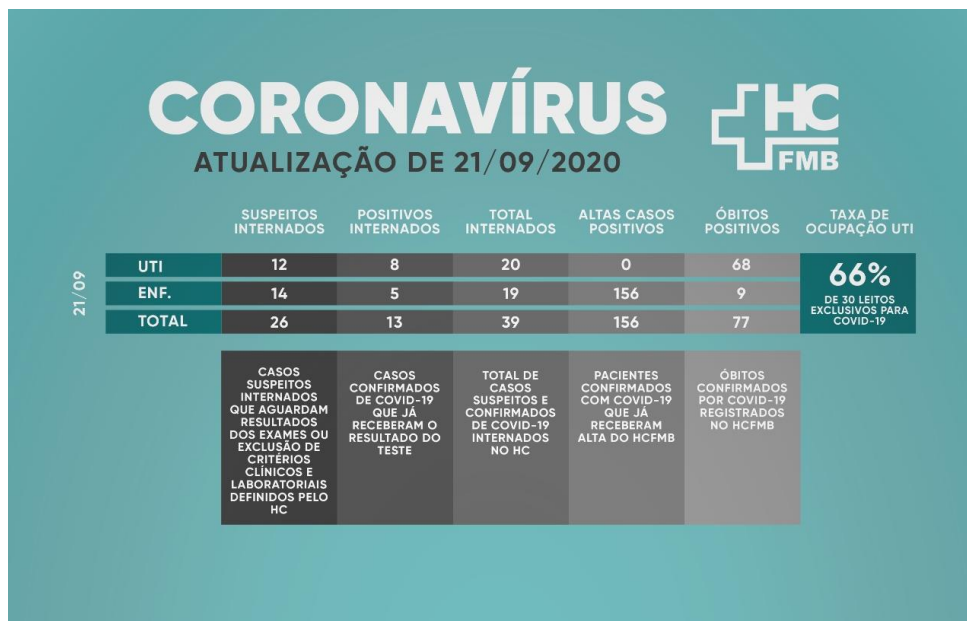 CORONAVÍRUS
ATUALIZAÇÃO DE 21/09/2020
HC
FMB
SUSPEITOS INTERNADOS
POSITIVOS INTERNADOS
TOTAL INTERNADOS
ALTAS CASOS POSITIVOS
ÓBITOS POSITIVOS
TAXA DE OCUPAÇÃO UTI
21/09
UTI 12 8 20 0 68
ENF. 14 5 19 156 9
TOTAL 26 13 39 156 77
66%
DE 30 LEITOS
EXCLUSIVOS PARA
COVID-19
CASOS
SUSPEITOS
INTERNADOS
QUE AGUARDAM
RESULTADOS
DOS EXAMES OU
EXCLUSÃO DE
CRITÉRIOS
CLÍNICOS E
LABORATORIAIS
DEFINIDOS PELO
HC
CASOS
CONFIRMADOS
DE COVID-19
QUE JÁ
RECEBERAM O
RESULTADO DO
TESTE
TOTAL DE
CASOS
SUSPEITOS E
CONFIRMADOS
DE COVID-19
INTERNADOS
NO HC
PACIENTES
CONFIRMADOS
COM COVID-19
QUE JÁ
RECEBERAM
ALTA DO HCFMB
ÓBITOS
CONFIRMADOS
POR COVID-19
REGISTRADOS
NO HCFMB